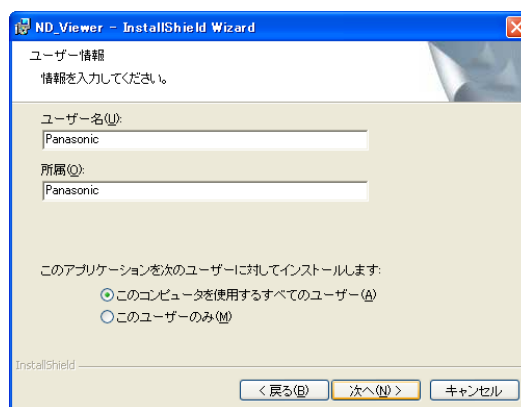 ND_Viewer - InstallShield Wizard
ユーザー情報
情報を入力してください。
ユーザー名(U):
Panasonic
所属(O):
Panasonic
このアプリケーションを次のユーザーに対してインストールします:
このコンピュータを使用するすべてのユーザー(A)
このユーザーのみ(M)
InstallShield
< 戻る(B) 次へ(N) > キャンセル